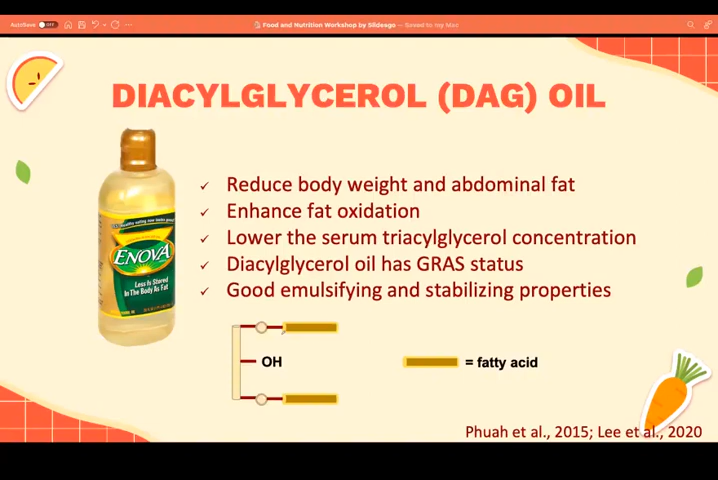 AutoSave OFF
Food and Nutrition Workshop by Sildeego — Saved to my Mac
DIACYLGLYCEROL (DAG) OIL
✓ Reduce body weight and abdominal fat
✓ Enhance fat oxidation
✓ Lower the serum triacylglycerol concentration
✓ Diacylglycerol oil has GRAS status
✓ Good emulsifying and stabilizing properties
ENOVA
Less Is Stored
In The Body As Fat
OH
= fatty acid
Phuah et al., 2015; Lee et al., 2020